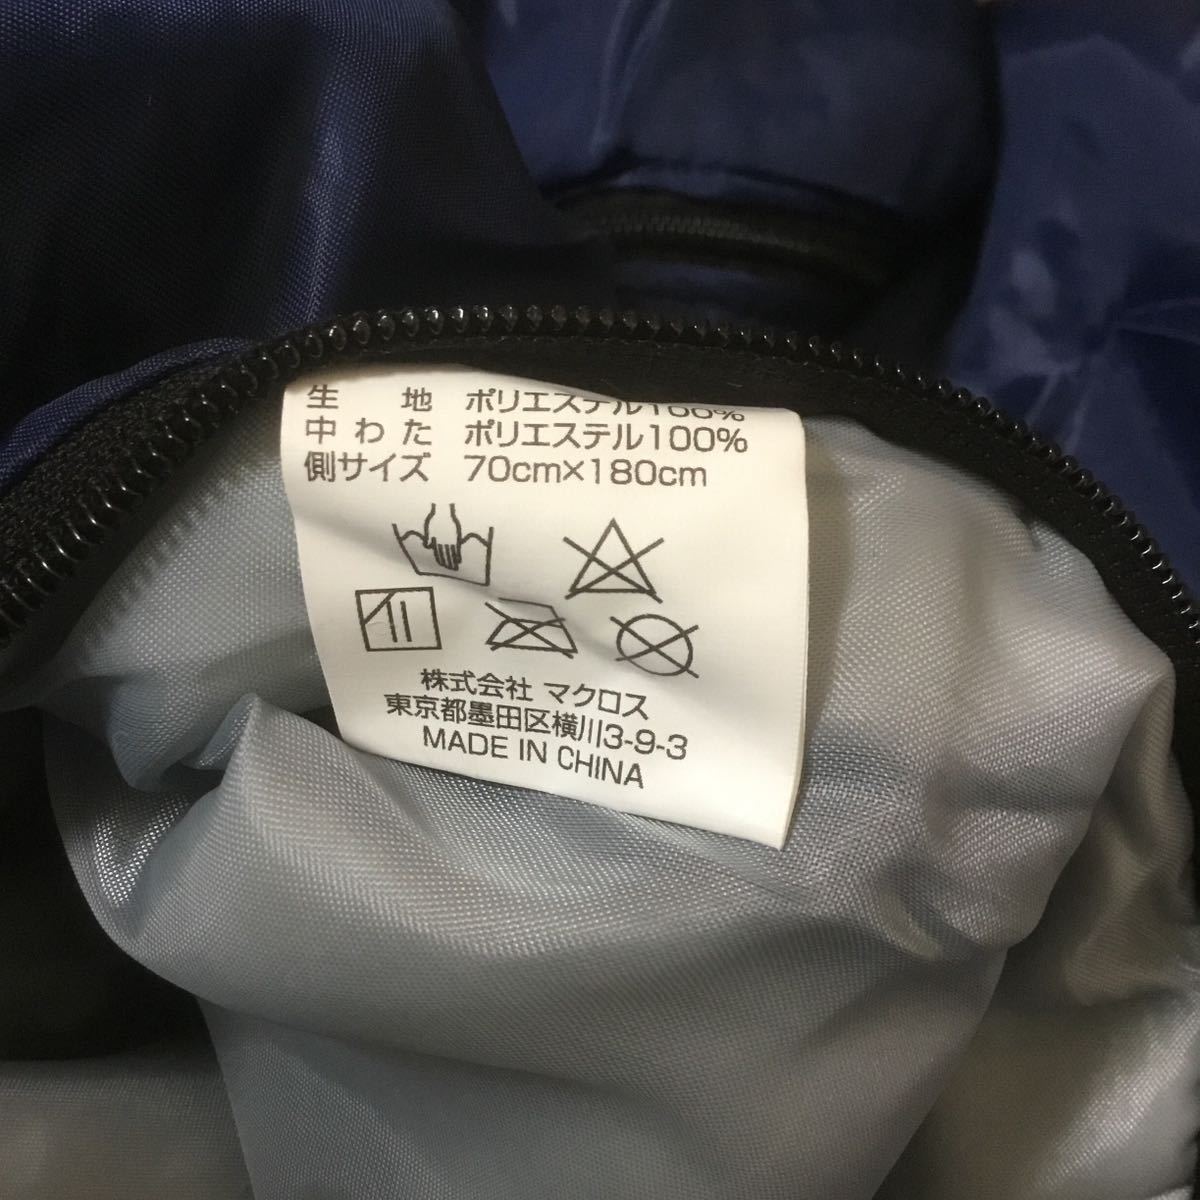 生地 ポリエステル100%
中わた ポリエステル100%
側サイズ 70cm×180cm
株式会社 マクロス
東京都墨田区横川3-9-3
MADE IN CHINA